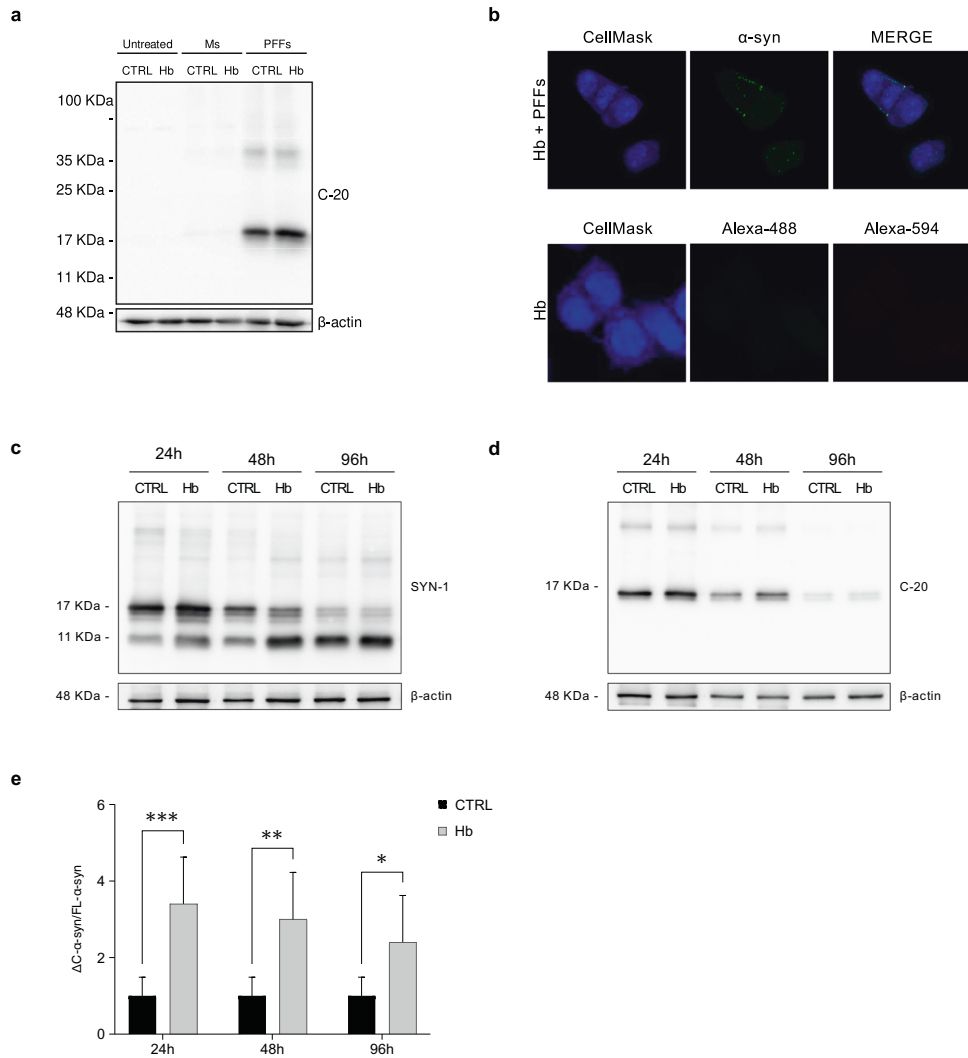 a
Untreated Ms PFFs
CTRL Hb CTRL Hb CTRL Hb
100 KDa
-
35 KDa -
25 KDa -
17 KDa -
11 KDa -
48 KDa -
C-20
β-actin
b
CellMask α-syn MERGE
Hb + PFFs
CellMask Alexa-488 Alexa-594
Hb
c
24h 48h 96h
CTRL Hb CTRL Hb CTRL Hb
17 KDa -
11 KDa -
48 KDa -
SYN-1
β-actin
d
24h 48h 96h
CTRL Hb CTRL Hb CTRL Hb
17 KDa -
48 KDa -
C-20
β-actin
e
ΔC-α-syn/FL-α-syn
6
4
2
0
*** ** *
24h 48h 96h
CTRL
Hb